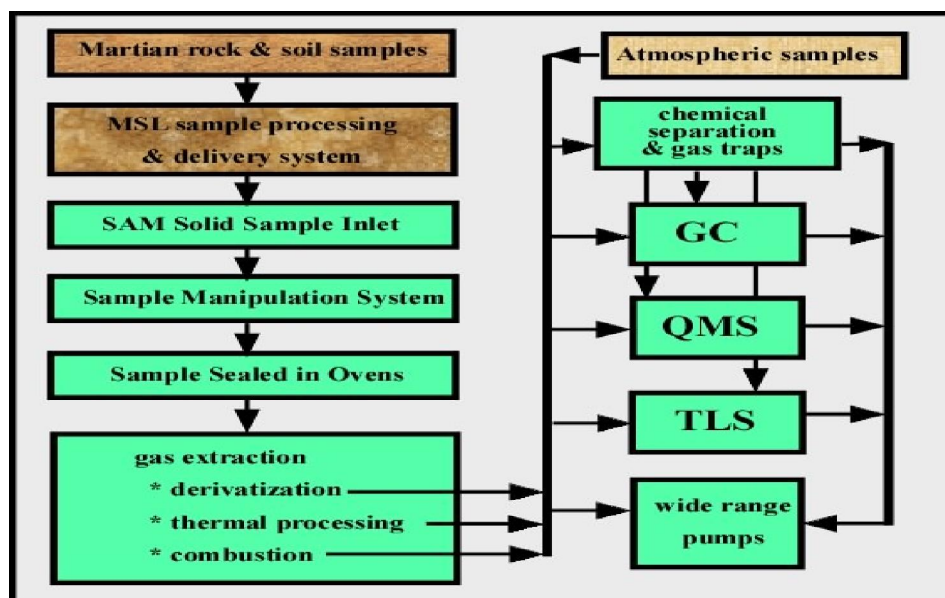 Martian rock & soil samples
MSL sample processing
& delivery system
SAM Solid Sample Inlet
Sample Manipulation System
Sample Sealed in Ovens
gas extraction
* derivatization
* thermal processing
* combustion
Atmospheric samples
chemical
separation
& gas traps
GC
QMS
TLS
wide range
pumps